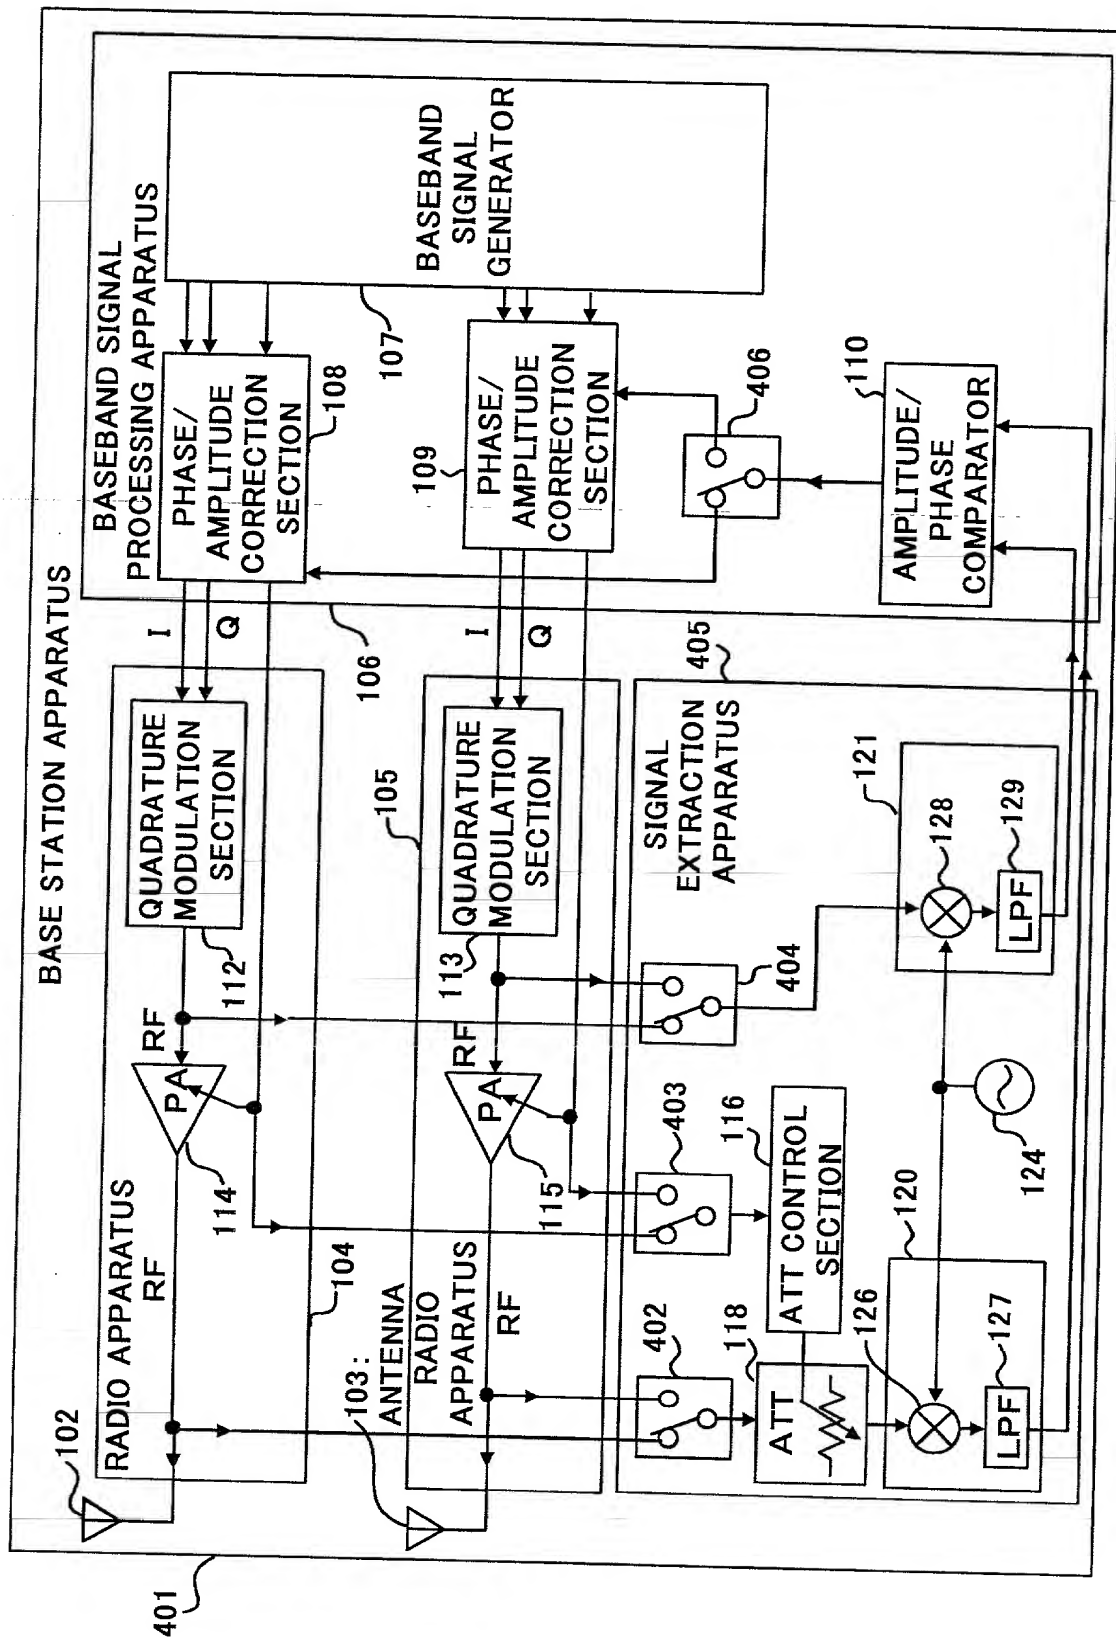 BASE STATION APPARATUS
401
102
RADIO APPARATUS
RF
104
114
PA
RF
112
QUADRATURE
MODULATION
SECTION
I
Q
106
BASEBAND SIGNAL
PROCESSING APPARATUS
PHASE/
AMPLITUDE
CORRECTION
SECTION
108
107
BASEBAND
SIGNAL
GENERATOR
103:
ANTENNA
RADIO
APPARATUS
RF
115
PA
RF
113
105
QUADRATURE
MODULATION
SECTION
I
Q
109
PHASE/
AMPLITUDE
CORRECTION
SECTION
406
402
403
404
SIGNAL
EXTRACTION
APPARATUS
405
118
ATT
116
ATT CONTROL
SECTION
126
120
LPF
127
124
121
128
LPF
129
110
AMPLITUDE/
PHASE
COMPARATOR